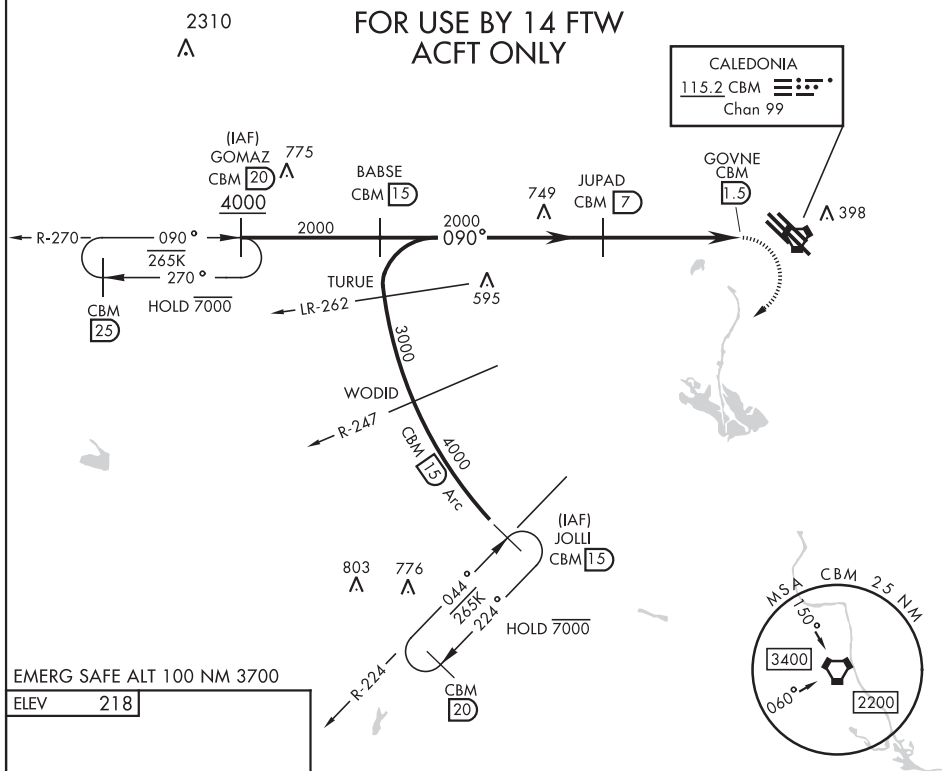 FOR USE BY 14 FTW
ACFT ONLY
2310
CALEDONIA
115.2 CBM
Chan 99
(IAF)
GOMAZ
CBM 20
4000
775
BABSE
CBM 15
749
JUPAD
CBM 7
GOVNE
CBM
1.5
398
R-270
090°
265K
270°
HOLD 7000
CBM
25
2000
2000
090°
TURUE
LR-262
595
3000
WODID
R-247
4000
CBM 15 Arc
(IAF)
JOLLI
CBM 15
803
776
044°
265K
224°
HOLD 7000
R-224
CBM
20
MSA CBM 25 NM
150°
3400
060°
2200
EMERG SAFE ALT 100 NM 3700
ELEV 218